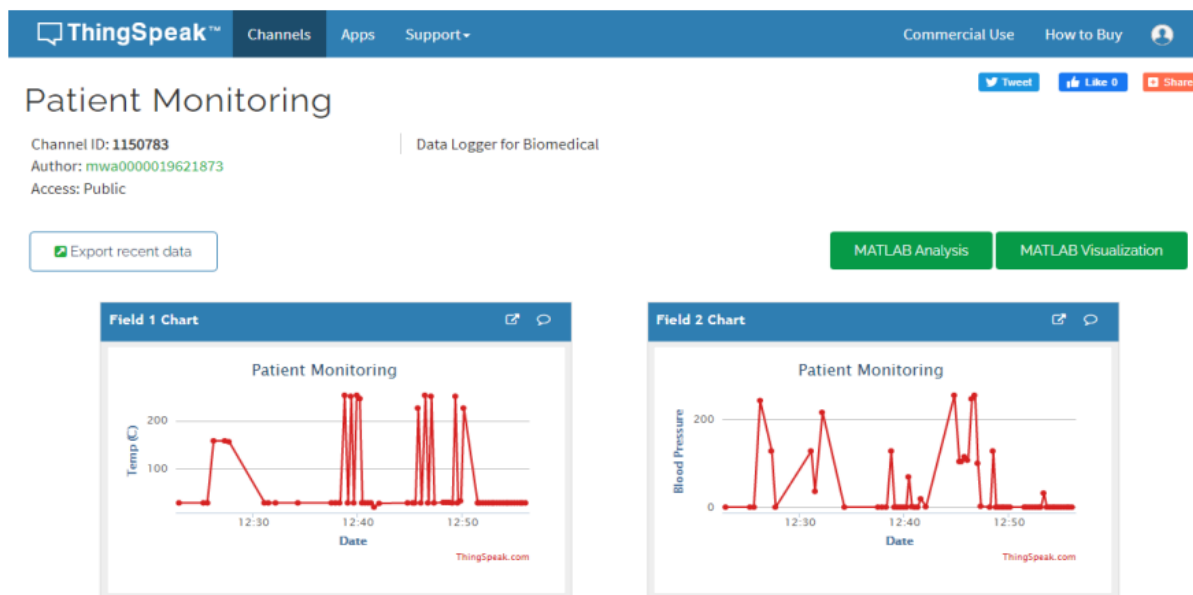 ThingSpeak™ Channels Apps Support Commercial Use How to Buy
Tweet Like 0 Share
Patient Monitoring
Channel ID: 1150783
Data Logger for Biomedical
Author: mwa0000019621873
Access: Public
Export recent data
MATLAB Analysis MATLAB Visualization
Field 1 Chart
Patient Monitoring
Temp (C)
200
100
12:30 12:40 12:50
Date
ThingSpeak.com
Field 2 Chart
Patient Monitoring
Blood Pressure
200
0
12:30 12:40 12:50
Date
ThingSpeak.com